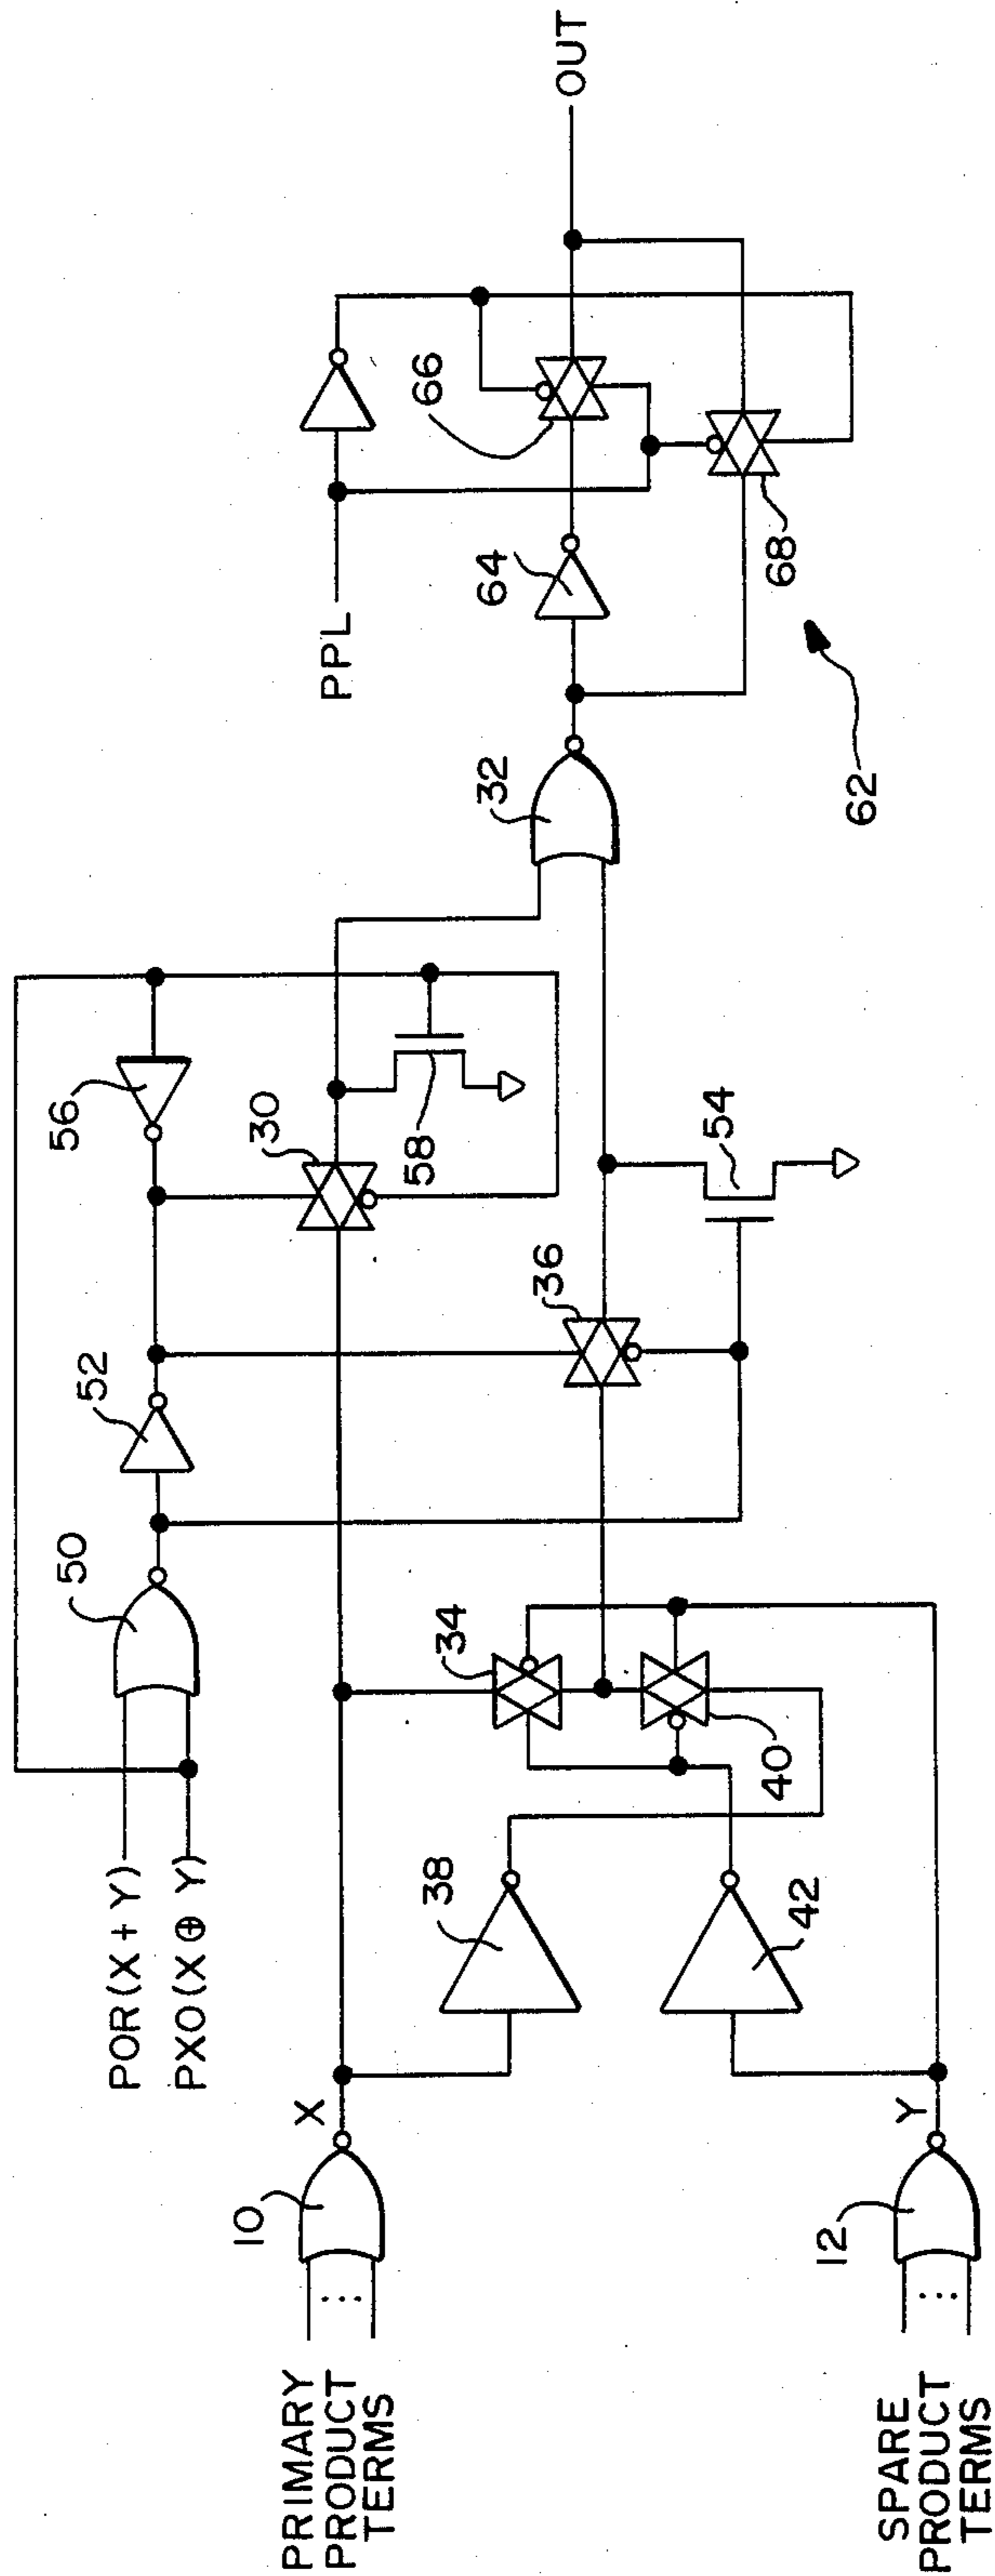 POR(X + Y)
PXO(X ⊕ Y)
50
52
56
PPL
PRIMARY
PRODUCT
TERMS
10
X
30
58
66
OUT
34
36
32
64
38
40
42
54
68
62
SPARE
PRODUCT
TERMS
12
Y